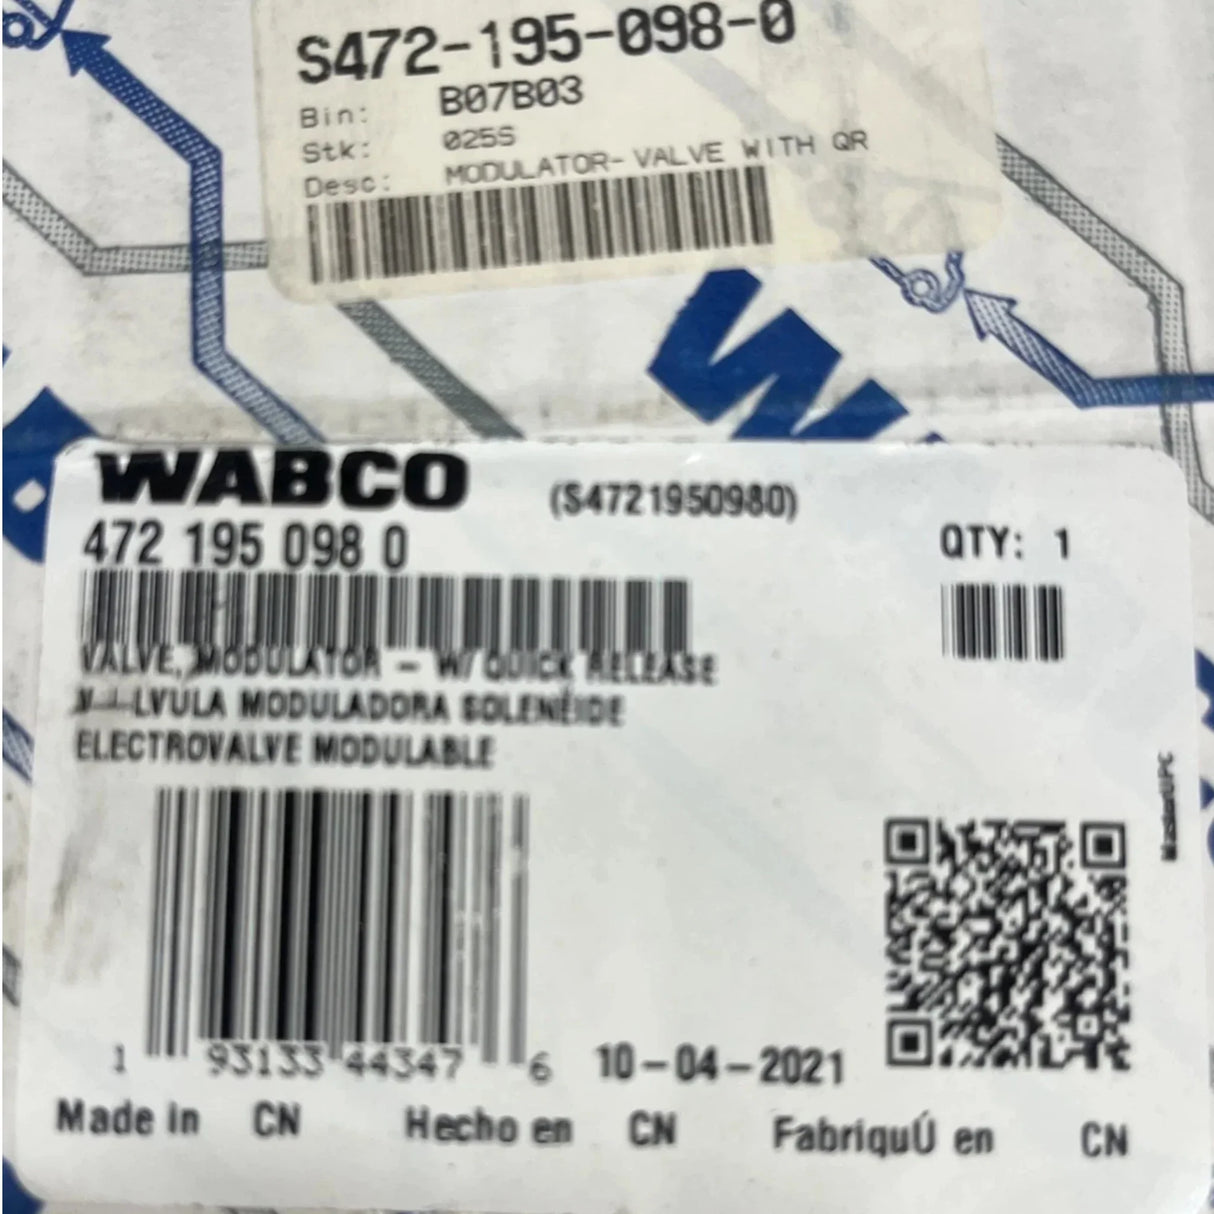 S472-195-098-0
Bin: B07B03
Stk: 025S
Desc: MODULATOR-VALVE WITH QR
WABCO (S4721950980)
472 195 098 0 QTY: 1
VALVE, MODULATOR - W/ QUICK RELEASE
LVULA MODULADORA SOLENÉIDE
ELECTROVALVE MODULABLE
MasterUPC
1 93133 44347 6 10-04-2021
Made in CN Hecho en CN FabriquÚ en CN